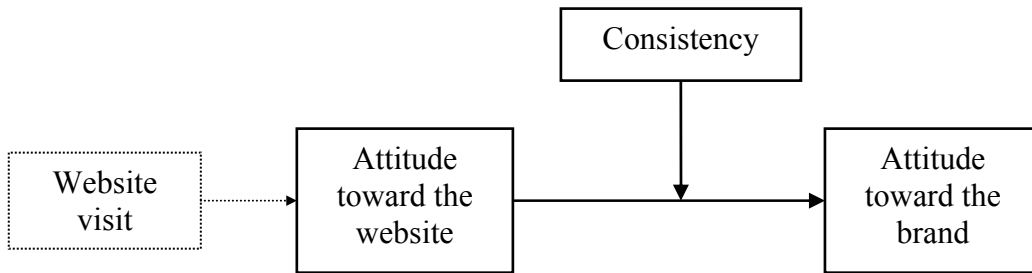 Consistency
Website
visit
Attitude
toward the
website
Attitude
toward the
brand